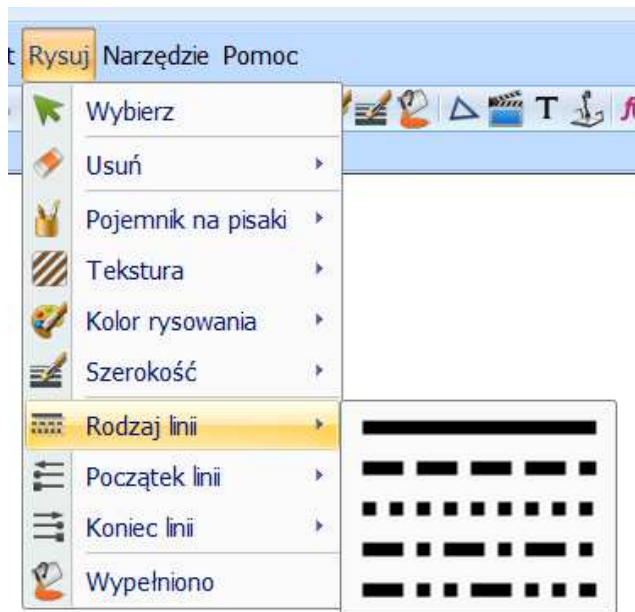 t Rysuj Narzędzie Pomoc
T
Wybierz
Usuń
Pojemnik na pisaki
Tekstura
Kolor rysowania
Szerokość
Rodzaj linii
Początek linii
Koniec linii
Wypełniono